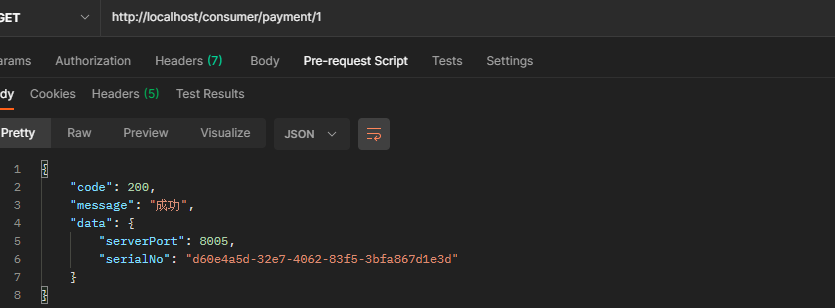 GET http://localhost/consumer/payment/1
arams Authorization Headers (7) Body Pre-request Script Tests Settings
dy Cookies Headers (5) Test Results
Pretty Raw Preview Visualize JSON
1 {
2 "code": 200,
3 "message": "成功",
4 "data": {
5 "serverPort": 8005,
6 "serialNo": "d60e4a5d-32e7-4062-83f5-3bfa867d1e3d"
7 }
8 }